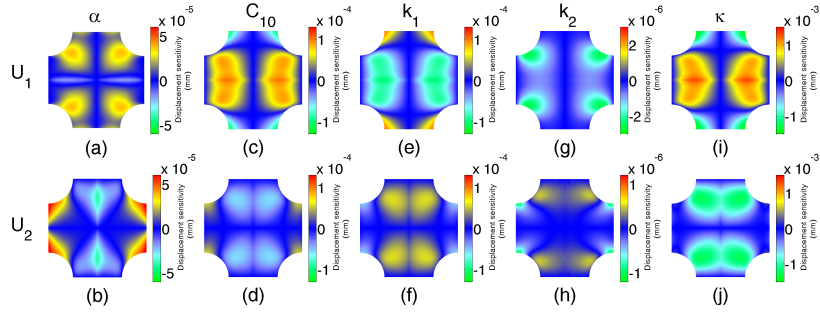 α C₁₀ k₁ k₂ κ
U₁
x 10⁻⁵
5
0
-5
Displacement sensitivity
(mm)
x 10⁻⁴
1
0
-1
Displacement sensitivity
(mm)
x 10⁻⁴
1
0
-1
Displacement sensitivity
(mm)
x 10⁻⁶
2
0
-2
Displacement sensitivity
(mm)
x 10⁻³
1
0
-1
Displacement sensitivity
(mm)
(a) (c) (e) (g) (i)
U₂
x 10⁻⁵
5
0
-5
Displacement sensitivity
(mm)
x 10⁻⁴
1
0
-1
Displacement sensitivity
(mm)
x 10⁻⁴
1
0
-1
Displacement sensitivity
(mm)
x 10⁻⁶
2
0
-2
Displacement sensitivity
(mm)
x 10⁻³
1
0
-1
Displacement sensitivity
(mm)
(b) (d) (f) (h) (j)